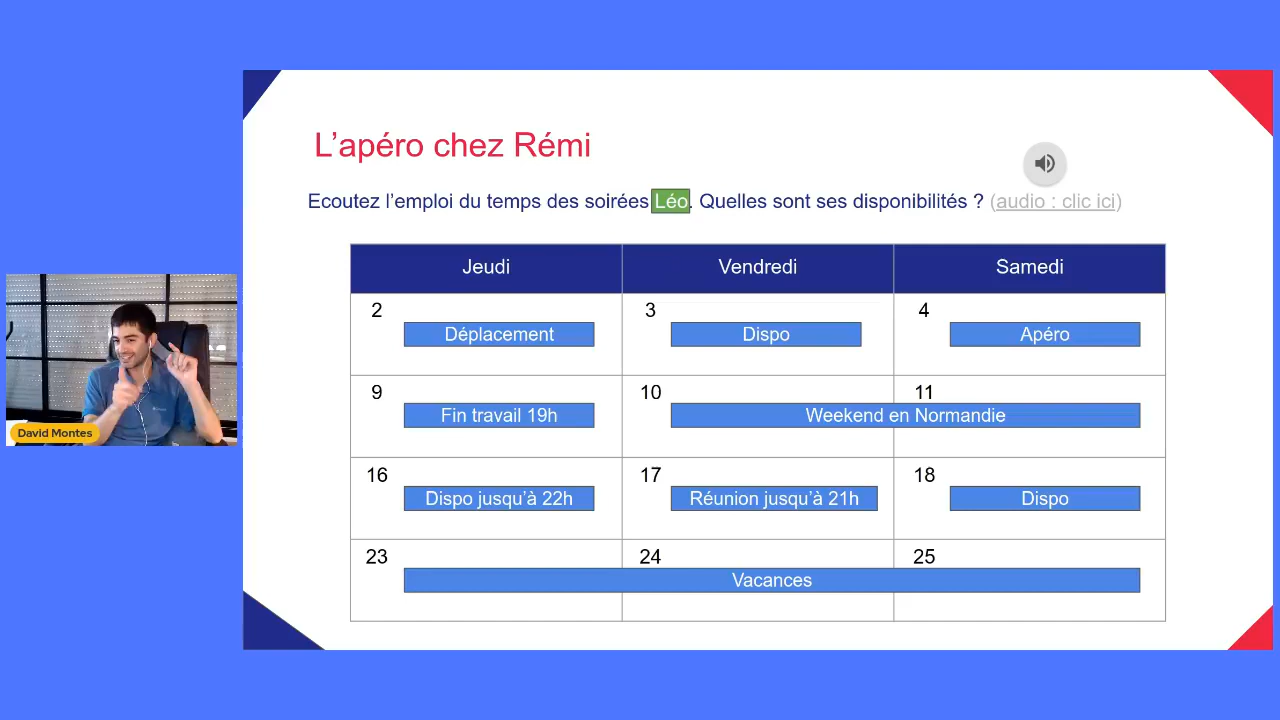 L'apéro chez Rémi
Ecoutez l'emploi du temps des soirées Léo. Quelles sont ses disponibilités ? (audio : clic ici)
Jeudi Vendredi Samedi
2 3 4
Déplacement Dispo Apéro
9 10 11
Fin travail 19h Weekend en Normandie
16 17 18
Dispo jusqu'à 22h Réunion jusqu'à 21h Dispo
23 24 25
Vacances
David Montes